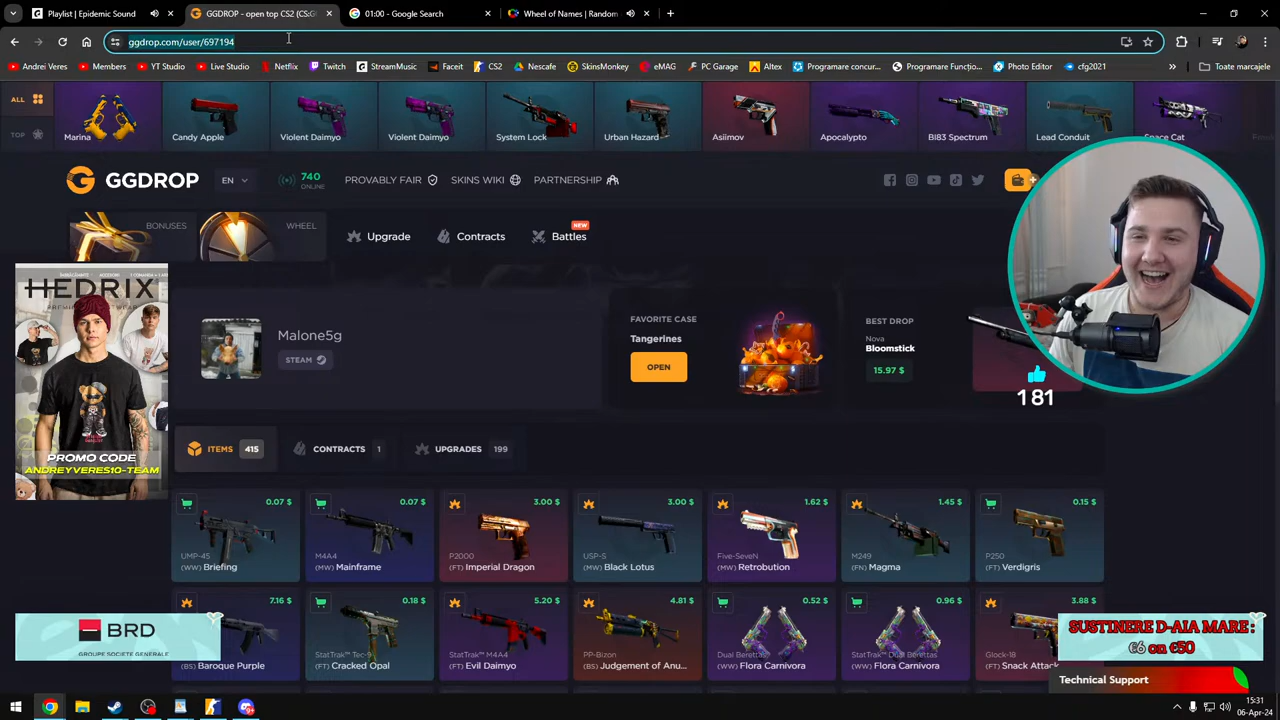 Playlist | Epidemic Sound
GGDROP - open top CS2 (CS:G
01:00 - Google Search
Wheel of Names | Random
ggdrop.com/user/697194
Andrei Veres
Members
YT Studio
Live Studio
Netflix
Twitch
StreamMusic
Faceit
CS2
Nescafe
SkinsMonkey
eMAG
PC Garage
Altex
Programare concur...
Programare Funcțio...
Photo Editor
cfg2021
Toate marcajele
ALL
TOP
Marina
Candy Apple
Violent Daimyo
Violent Daimyo
System Lock
Urban Hazard
Asiimov
Apocalypto
BI83 Spectrum
Lead Conduit
Space Cat
GGDROP
EN
740
ONLINE
PROVABLY FAIR
SKINS WIKI
PARTNERSHIP
BONUSES
WHEEL
Upgrade
Contracts
NEW
Battles
HEDRIX
PROMO CODE
ANDREYVERES10-TEAM
Malone5g
STEAM
FAVORITE CASE
Tangerines
OPEN
BEST DROP
Nova
Bloomstick
15.97 $
181
ITEMS 415
CONTRACTS 1
UPGRADES 199
0.07 $
UMP-45
(WW) Briefing
0.07 $
M4A4
(MW) Mainframe
3.00 $
P2000
(FT) Imperial Dragon
3.00 $
USP-S
(MW) Black Lotus
1.62 $
Five-SeveN
(MW) Retrobution
1.45 $
M249
(FN) Magma
0.15 $
P250
(FT) Verdigris
7.16 $
(BS) Baroque Purple
0.18 $
StatTrak™ Tec-9
(FT) Cracked Opal
5.20 $
StatTrak™ M4A4
(FT) Evil Daimyo
4.81 $
PP-Bizon
(BS) Judgement of Anu...
0.52 $
Dual Berettas
(WW) Flora Carnivora
0.96 $
StatTrak™ Dual Berettas
(WW) Flora Carnivora
3.88 $
Glock-18
(FT) Snack Attack
BRD
GROUPE SOCIETE GENERALE
SUSTINERE D-AIA MARE :
€6 on €50
Technical Support
15:31
06-Apr-24